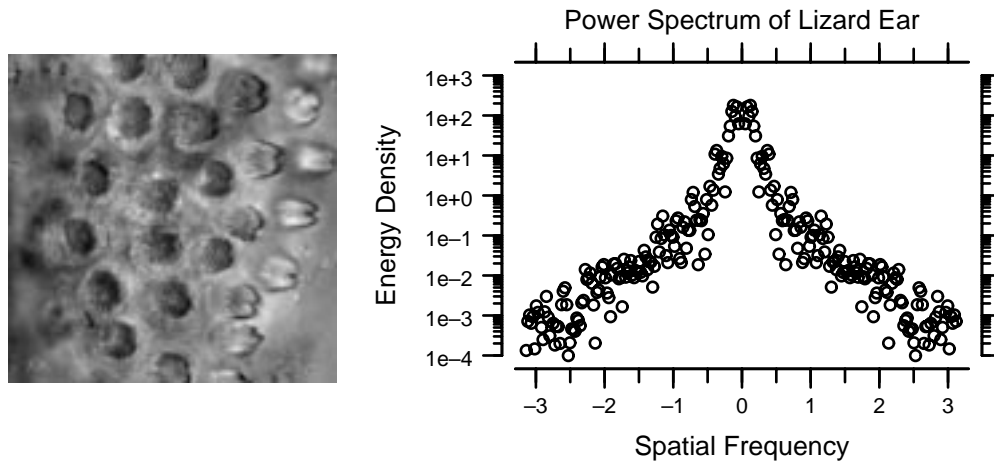 Power Spectrum of Lizard Ear
Energy Density
1e+3
1e+2
1e+1
1e+0
1e−1
1e−2
1e−3
1e−4
−3 −2 −1 0 1 2 3
Spatial Frequency